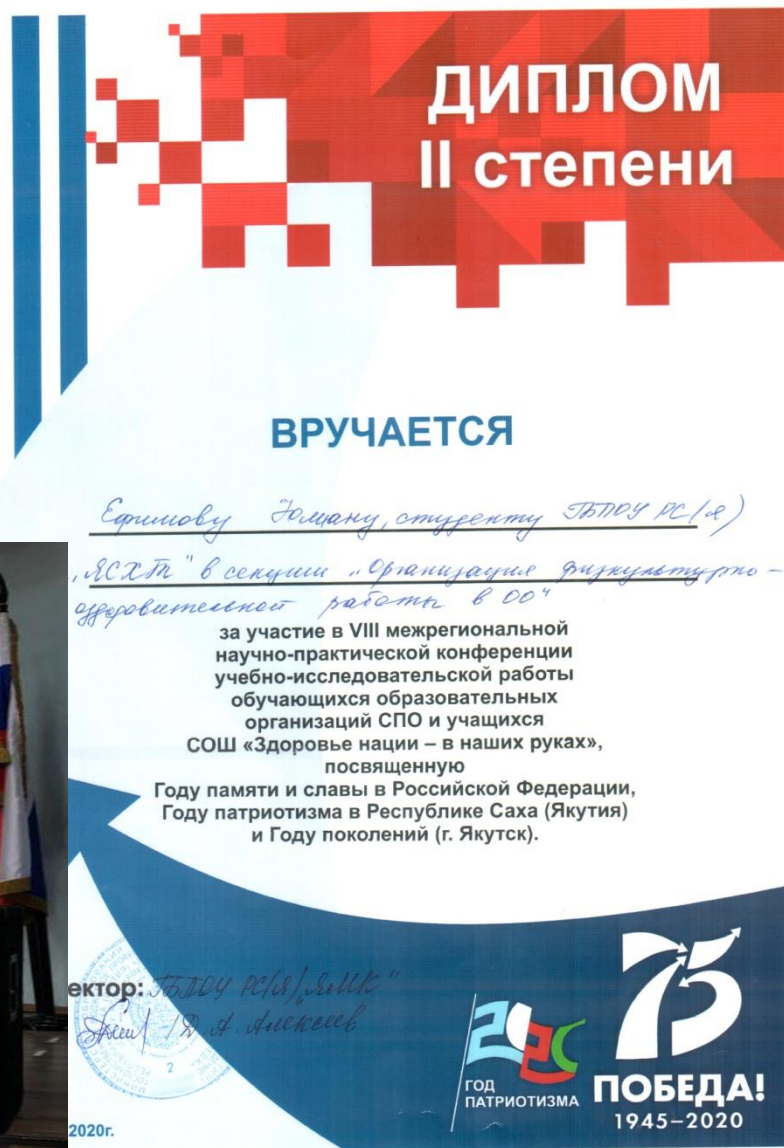 ДИПЛОМ
II степени
ВРУЧАЕТСЯ
Ефимову студенту ГБПОУ РС(Я)
„ЯСХТ" в секции „Организация физкультурно-
оздоровительной работы в ОО"
за участие в VIII межрегиональной
научно-практической конференции
учебно-исследовательской работы
обучающихся образовательных
организаций СПО и учащихся
СОШ «Здоровье нации – в наших руках»,
посвященную
Году памяти и славы в Российской Федерации,
Году патриотизма в Республике Саха (Якутия)
и Году поколений (г. Якутск).
ектор: ГБПОУ РС(Я) „ЯМК"
/Д. А. Алексеев
2
2020г.
ГОД
ПАТРИОТИЗМА
75
ПОБЕДА!
1945–2020